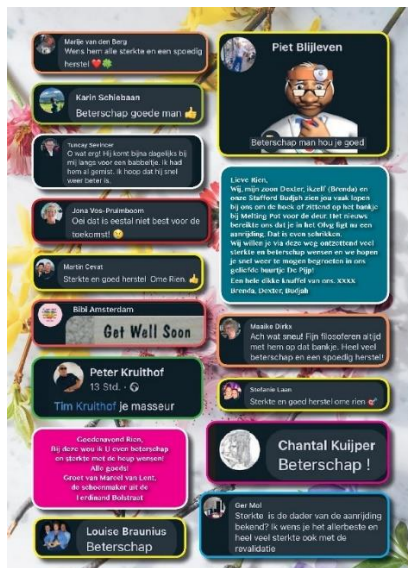 Marije van den Berg
Wens hem alle sterkte en een spoedig
herstel ❤️🍀
Karin Schiebaan
Beterschap goede man 👍
Tuncay Serincer
O wat erg! Hij komt bijna dagelijks bij
mij langs voor een babbeltje. Ik had
hem al gemist. Ik hoop dat hij snel
weer beter is.
Jona Vos-Pruimboom
Oei dat is eestal niet best voor de
toekomst! 😢
Martin Cevat
Sterkte en goed herstel Ome Rien. 👍
Bibi Amsterdam
Get Well Soon
Peter Kruithof
13 Std. ·
Tim Kruithof je masseur
Goedenavond Rien,
Bij deze wou ik U even beterschap
en sterkte met de heup wensen!
Alle goeds!
Groet van Marcel van Lent,
de schoenmaker uit de
Ferdinand Bolstraat
Louise Braunius
Beterschap
Piet Blijleven
Beterschap man hou je goed
Lieve Rien,
Wij, mijn zoon Dexter, ikzelf (Brenda) en
onze Stafford Budjah zien jou vaak lopen
bij ons om de hoek of zittend op het bankje
bij Melting Pot voor de deur. Het nieuws
bereikte ons dat je in het Olvg ligt nu een
aanrijding. Dat is even schrikken.
Wij willen je via deze weg ontzettend veel
sterkte en beterschap wensen en we hopen
je snel weer te mogen begroeten in ons
geliefde buurtje De Pijp!
Een hele dikke knuffel van ons. XXXX
Brenda, Dexter, Budjah
Maaike Dirkx
Ach wat sneu! Fijn filosoferen altijd
met hem op dat bankje. Heel veel
beterschap en een spoedig herstel!
Stefanie Laan
Sterkte en goed herstel ome rien 💞
Chantal Kuijper
Beterschap !
Ger Mol
Sterkte is de dader van de aanrijding
bekend? Ik wens je het allerbeste en
heel veel sterkte ook met de
revalidatie